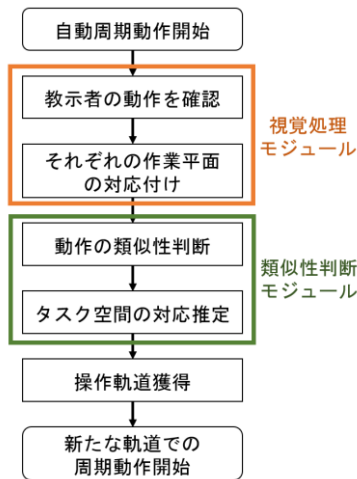 自動周期動作開始
教示者の動作を確認
視覚処理
モジュール
それぞれの作業平面
の対応付け
動作の類似性判断
類似性判断
モジュール
タスク空間の対応推定
操作軌道獲得
新たな軌道での
周期動作開始